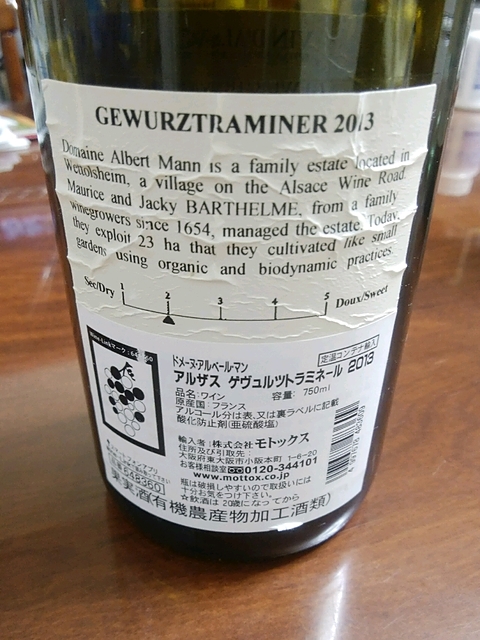 GEWURZTRAMINER 2013
Domaine Albert Mann is a family estate located in
Wettolsheim, a village on the Alsace Wine Road.
Maurice and Jacky BARTHELME, from a family
winegrowers since 1654, managed the estate. Today,
they exploit 23 ha that they cultivated like small
gardens using organic and biodynamic practices
Sec/Dry 1 2 3 4 5 Doux/Sweet
定温コンテナ輸入
ドメーヌ・アルベール・マン
アルザス ゲヴュルツトラミネール 2013
品名:ワイン 容量: 750ml
原産国:フランス
アルコール分は表、又は裏ラベルに記載
酸化防止剤(亜硫酸塩)
輸入者:株式会社モトックス
住所及び引取先:
大阪府東大阪市小阪本町 1-6-20
お客様相談室 0120-344101
www.mottox.co.jp
648360
瓶は破損しやすいので取扱いには
十分お気をつけ下さい。
☆飲酒は20歳になってから
果実酒(有機農産物加工酒類)